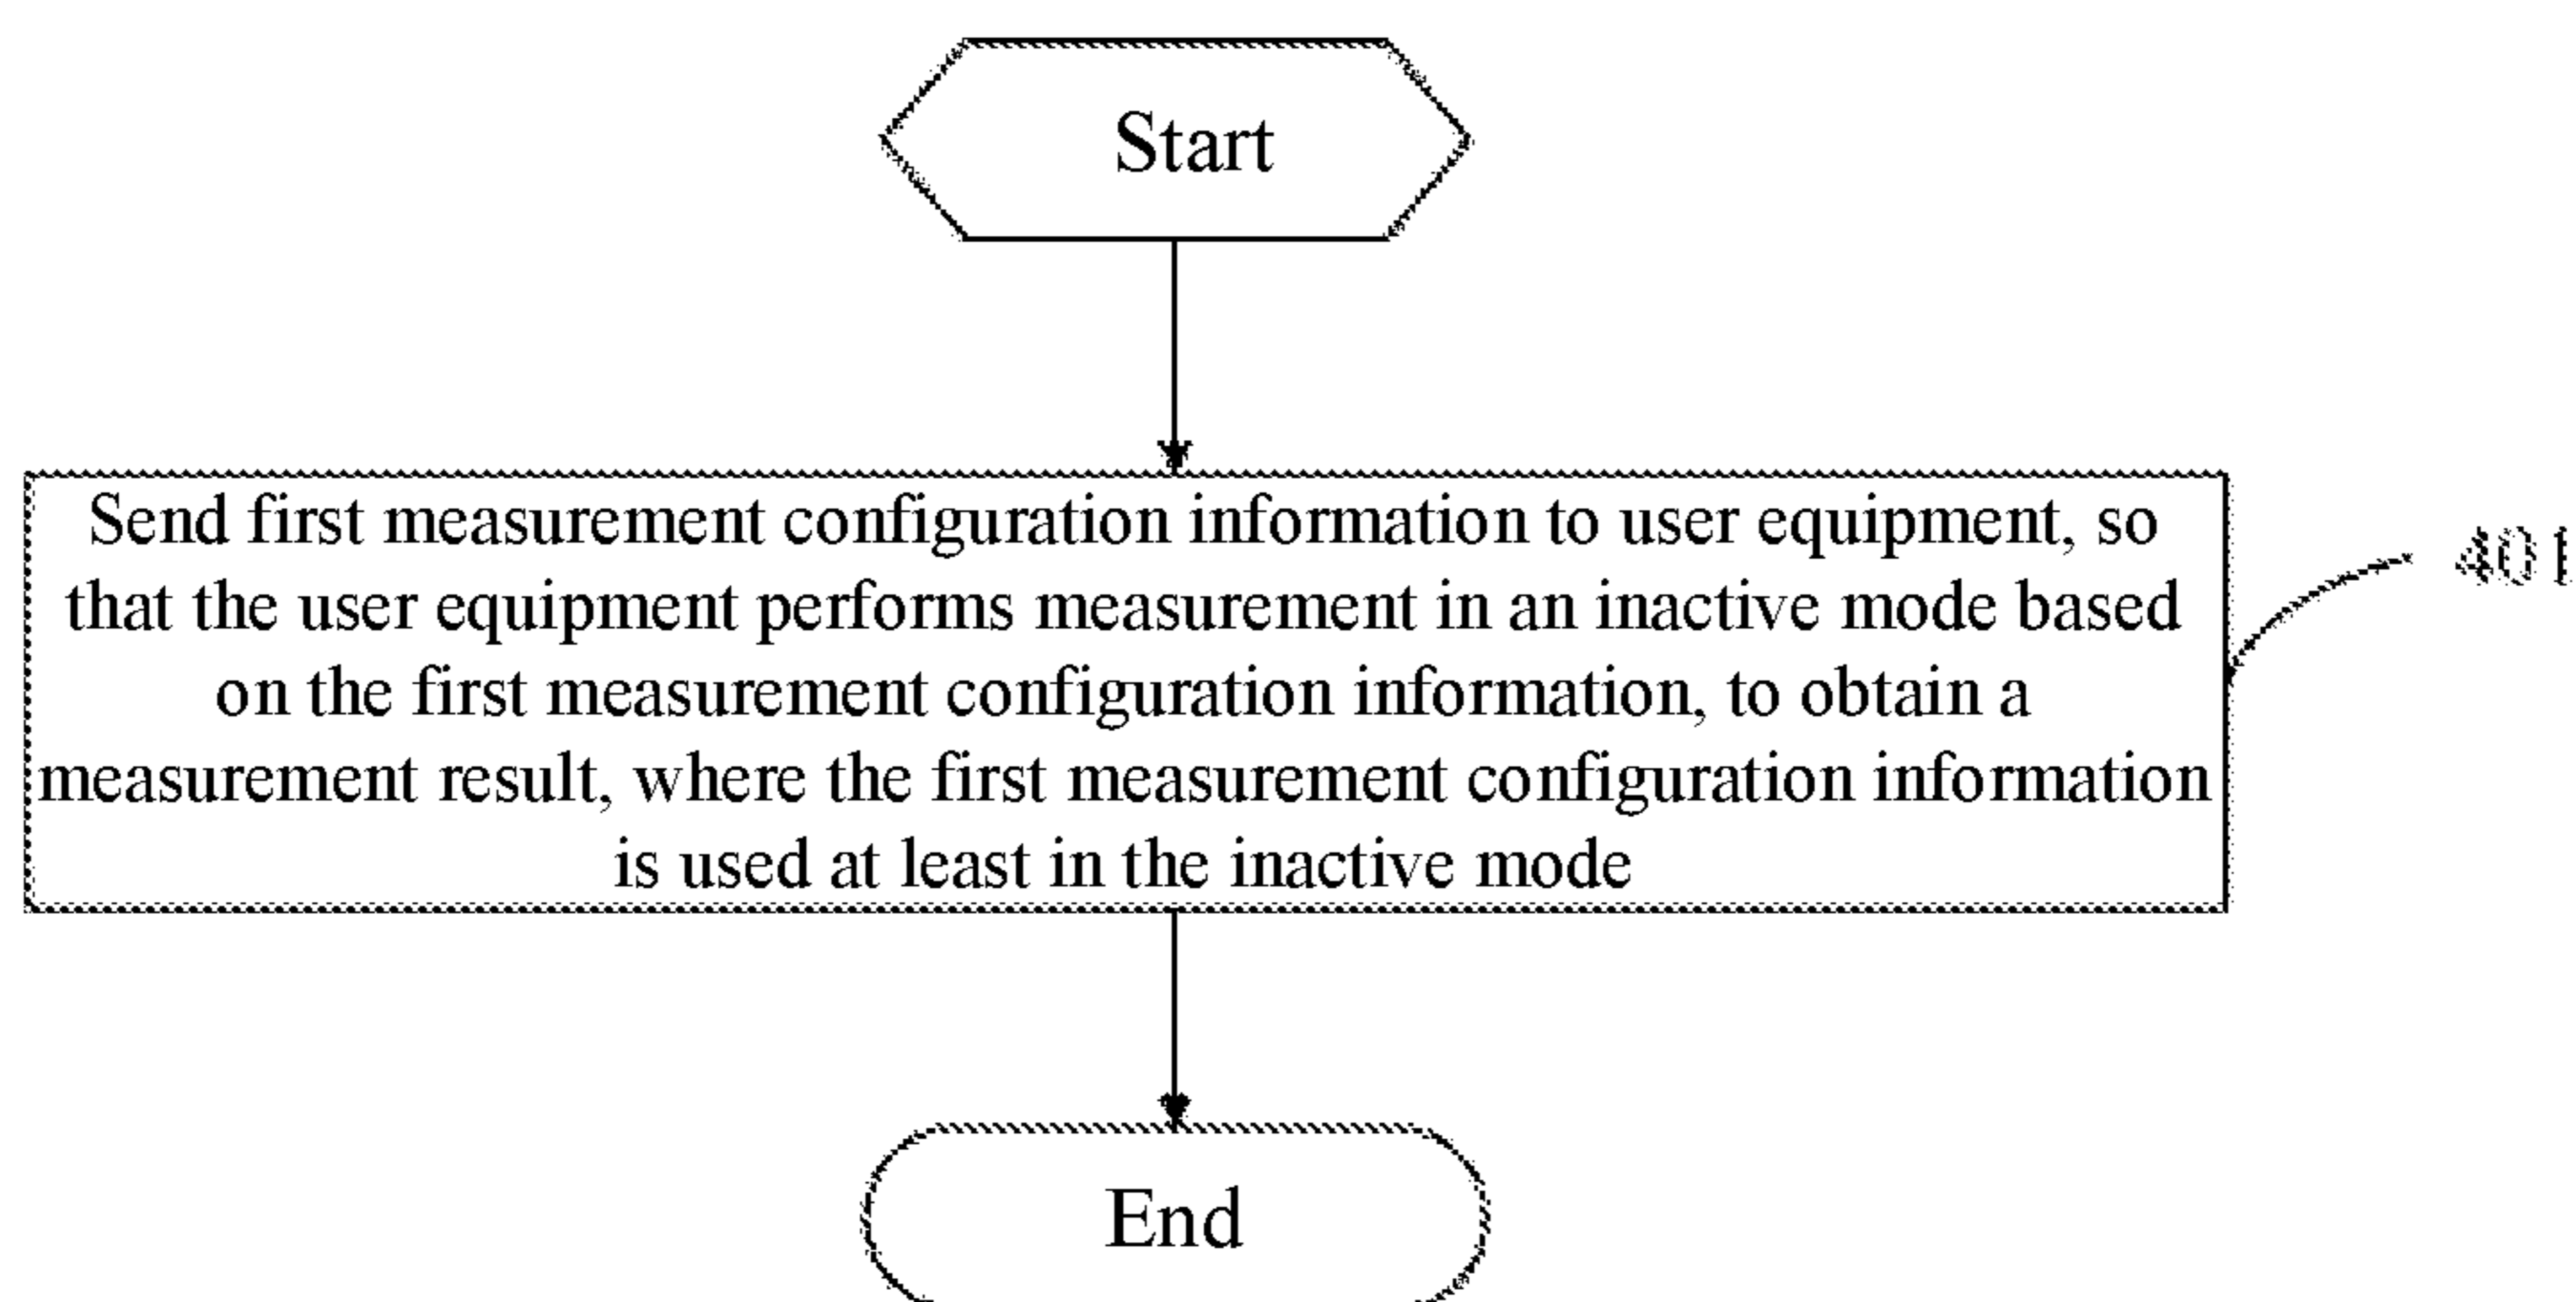 Start
Send first measurement configuration information to user equipment, so
that the user equipment performs measurement in an inactive mode based
on the first measurement configuration information, to obtain a
measurement result, where the first measurement configuration information
is used at least in the inactive mode
401
End